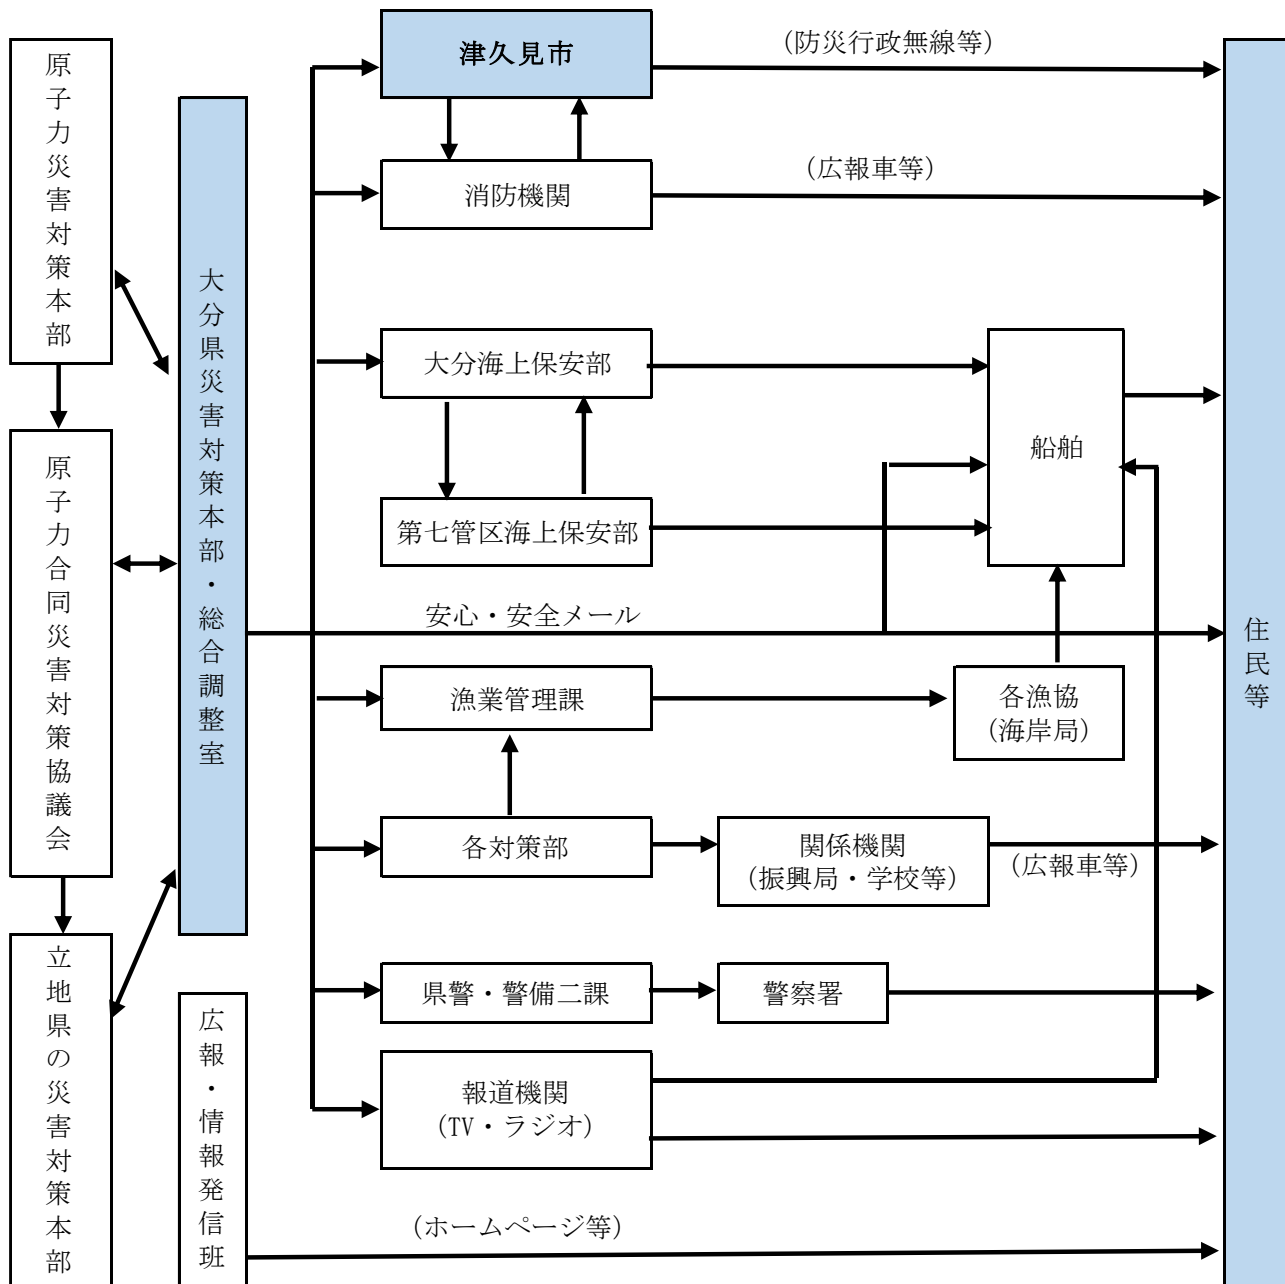 原子力災害対策本部
原子力合同災害対策協議会
立地県の災害対策本部
大分県災害対策本部・総合調整室
広報・情報発信班
津久見市
(防災行政無線等)
消防機関
(広報車等)
大分海上保安部
船舶
第七管区海上保安部
安心・安全メール
漁業管理課
各漁協
(海岸局)
各対策部
関係機関
(振興局・学校等)
(広報車等)
県警・警備二課
警察署
報道機関
(TV・ラジオ)
(ホームページ等)
住民等